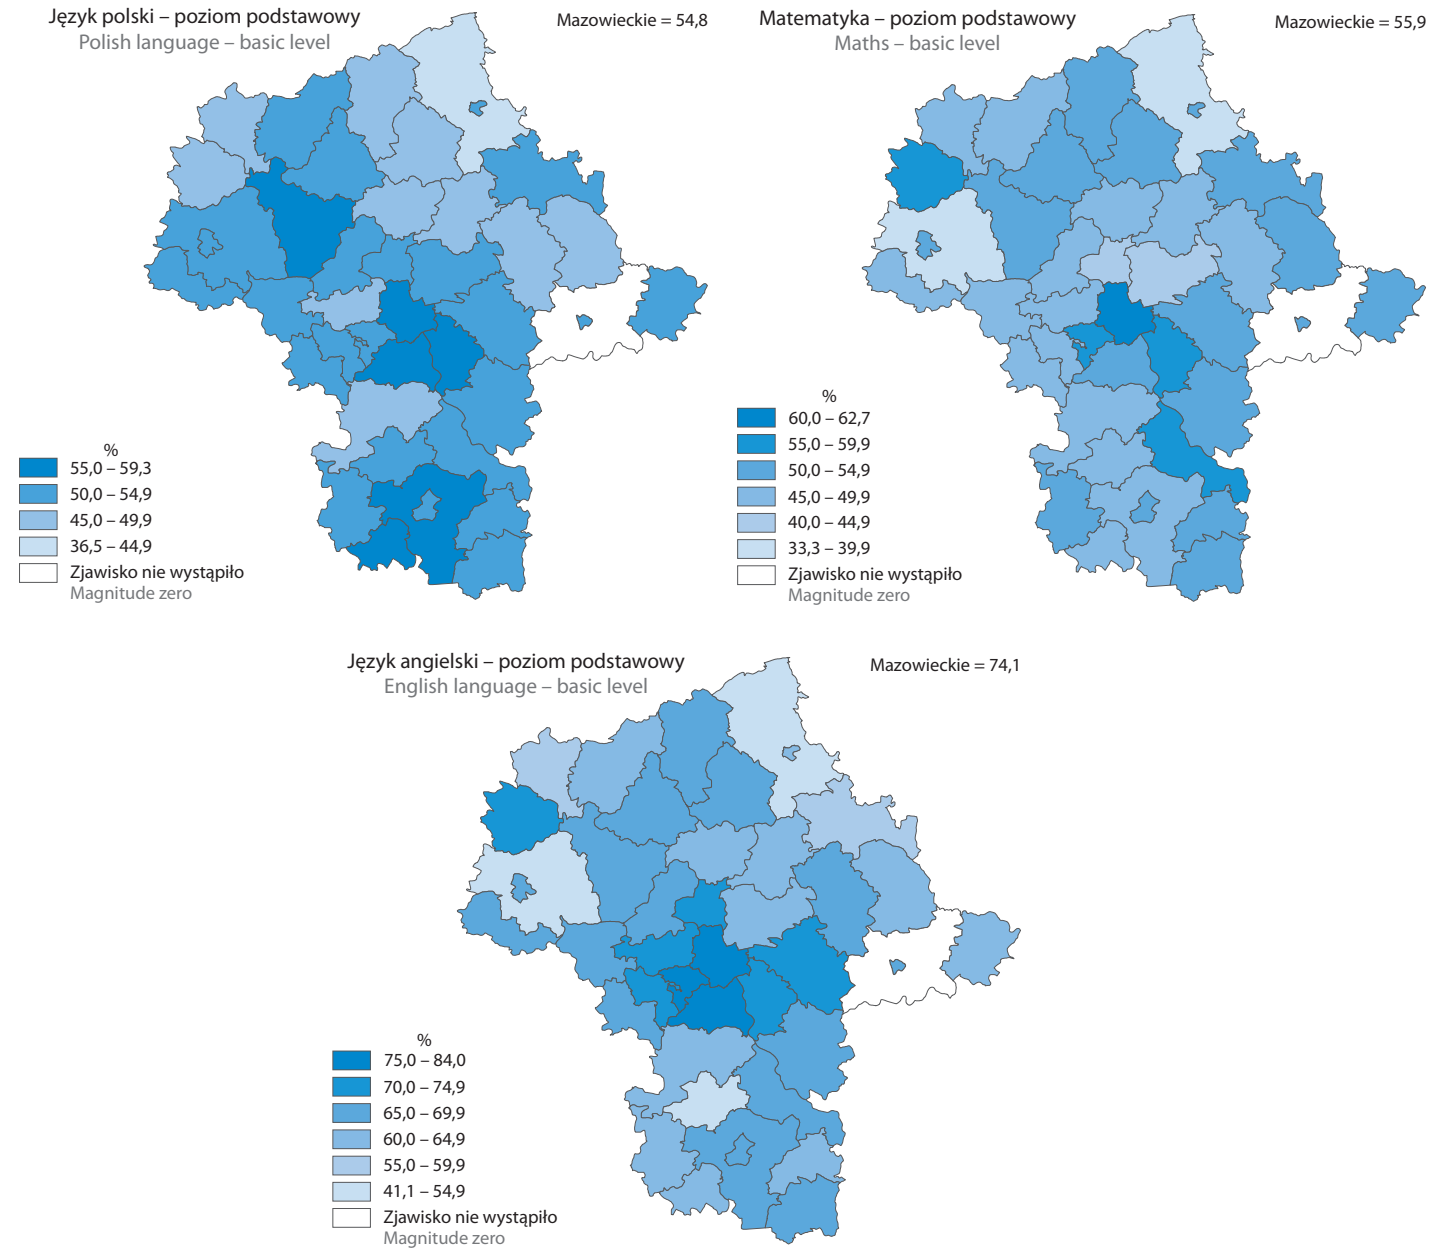 Język polski – poziom podstawowy
Polish language – basic level
Mazowieckie = 54,8
%
55,0 – 59,3
50,0 – 54,9
45,0 – 49,9
36,5 – 44,9
Zjawisko nie wystąpiło
Magnitude zero
Matematyka – poziom podstawowy
Maths – basic level
Mazowieckie = 55,9
%
60,0 – 62,7
55,0 – 59,9
50,0 – 54,9
45,0 – 49,9
40,0 – 44,9
33,3 – 39,9
Zjawisko nie wystąpiło
Magnitude zero
Język angielski – poziom podstawowy
English language – basic level
Mazowieckie = 74,1
%
75,0 – 84,0
70,0 – 74,9
65,0 – 69,9
60,0 – 64,9
55,0 – 59,9
41,1 – 54,9
Zjawisko nie wystąpiło
Magnitude zero